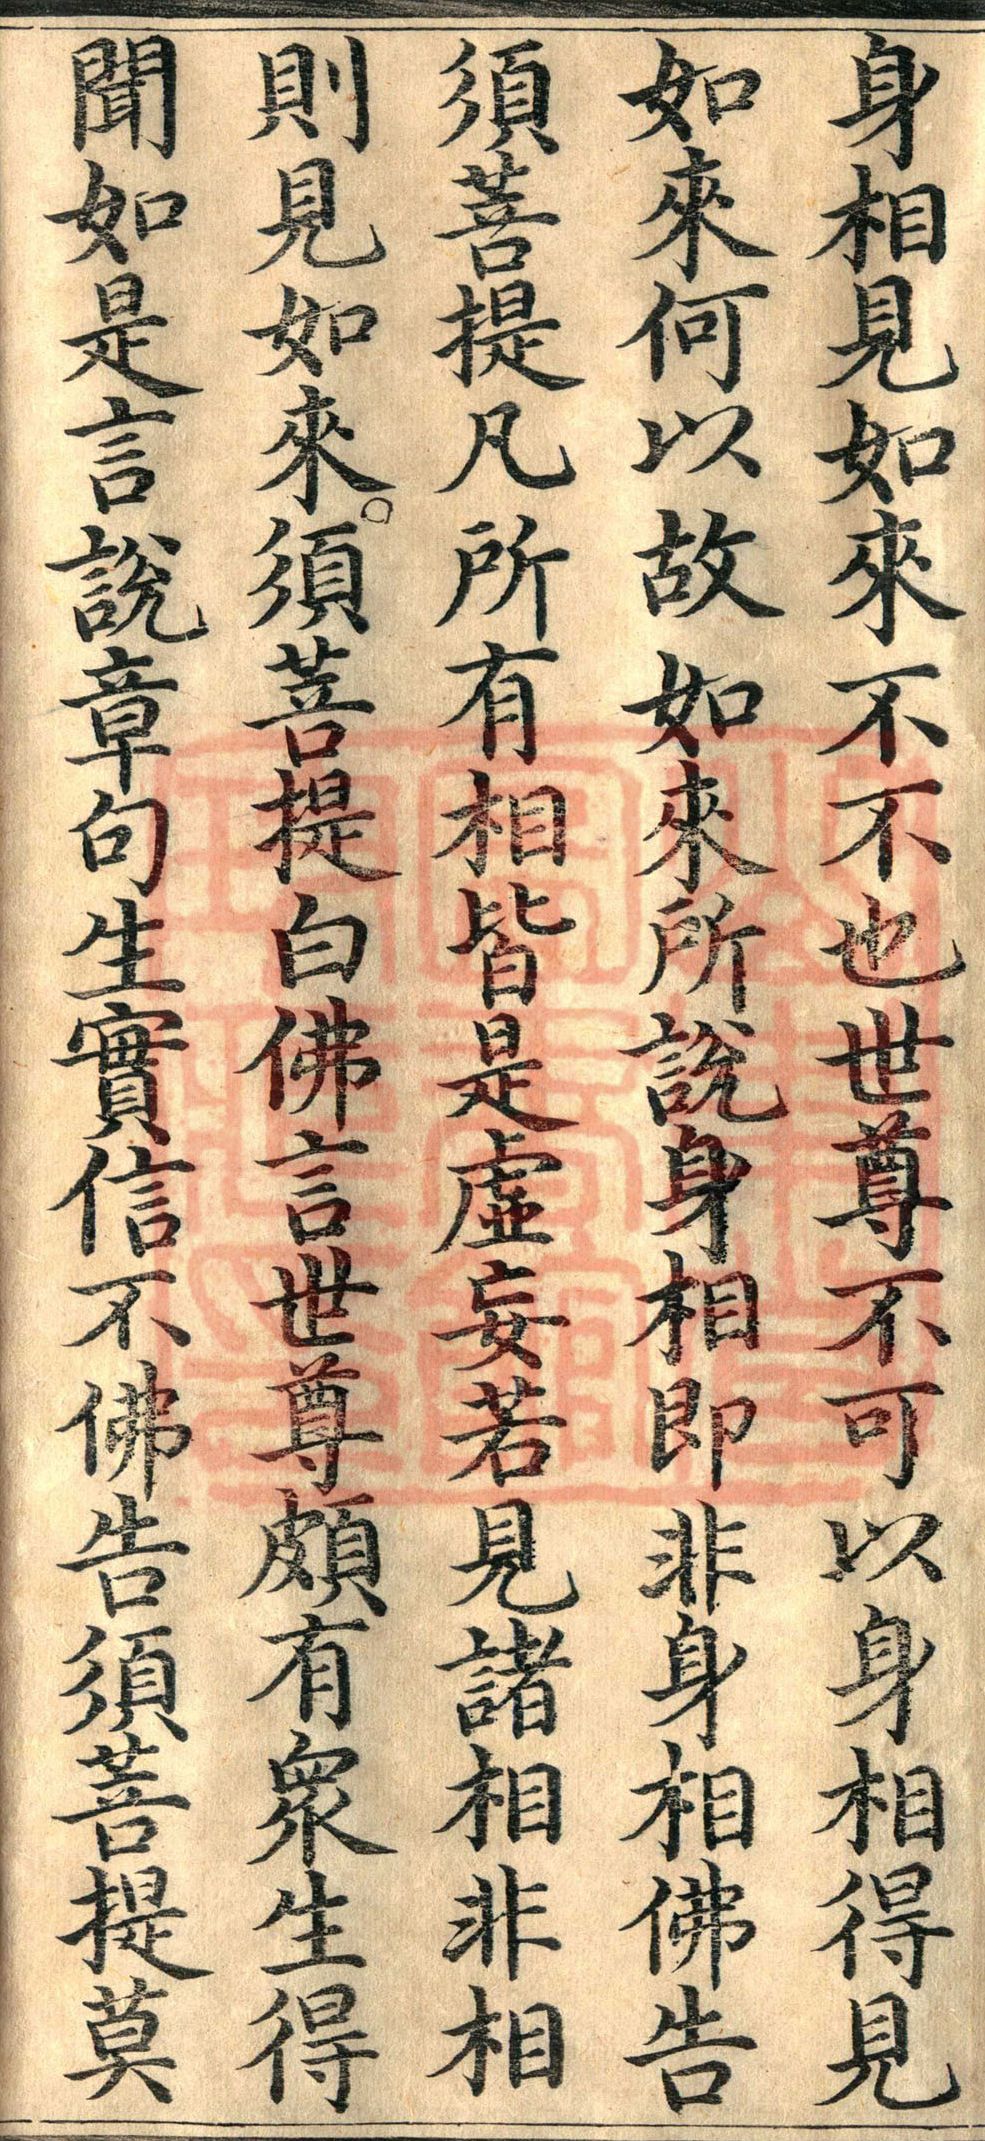 身相見如來不不也世尊不可以身相得見
如來何以故如來所說身相即非身相佛告
須菩提凡所有相皆是虛妄若見諸相非相
則見如來。須菩提白佛言世尊頗有眾生得
聞如是言說章句生實信不佛告須菩提莫